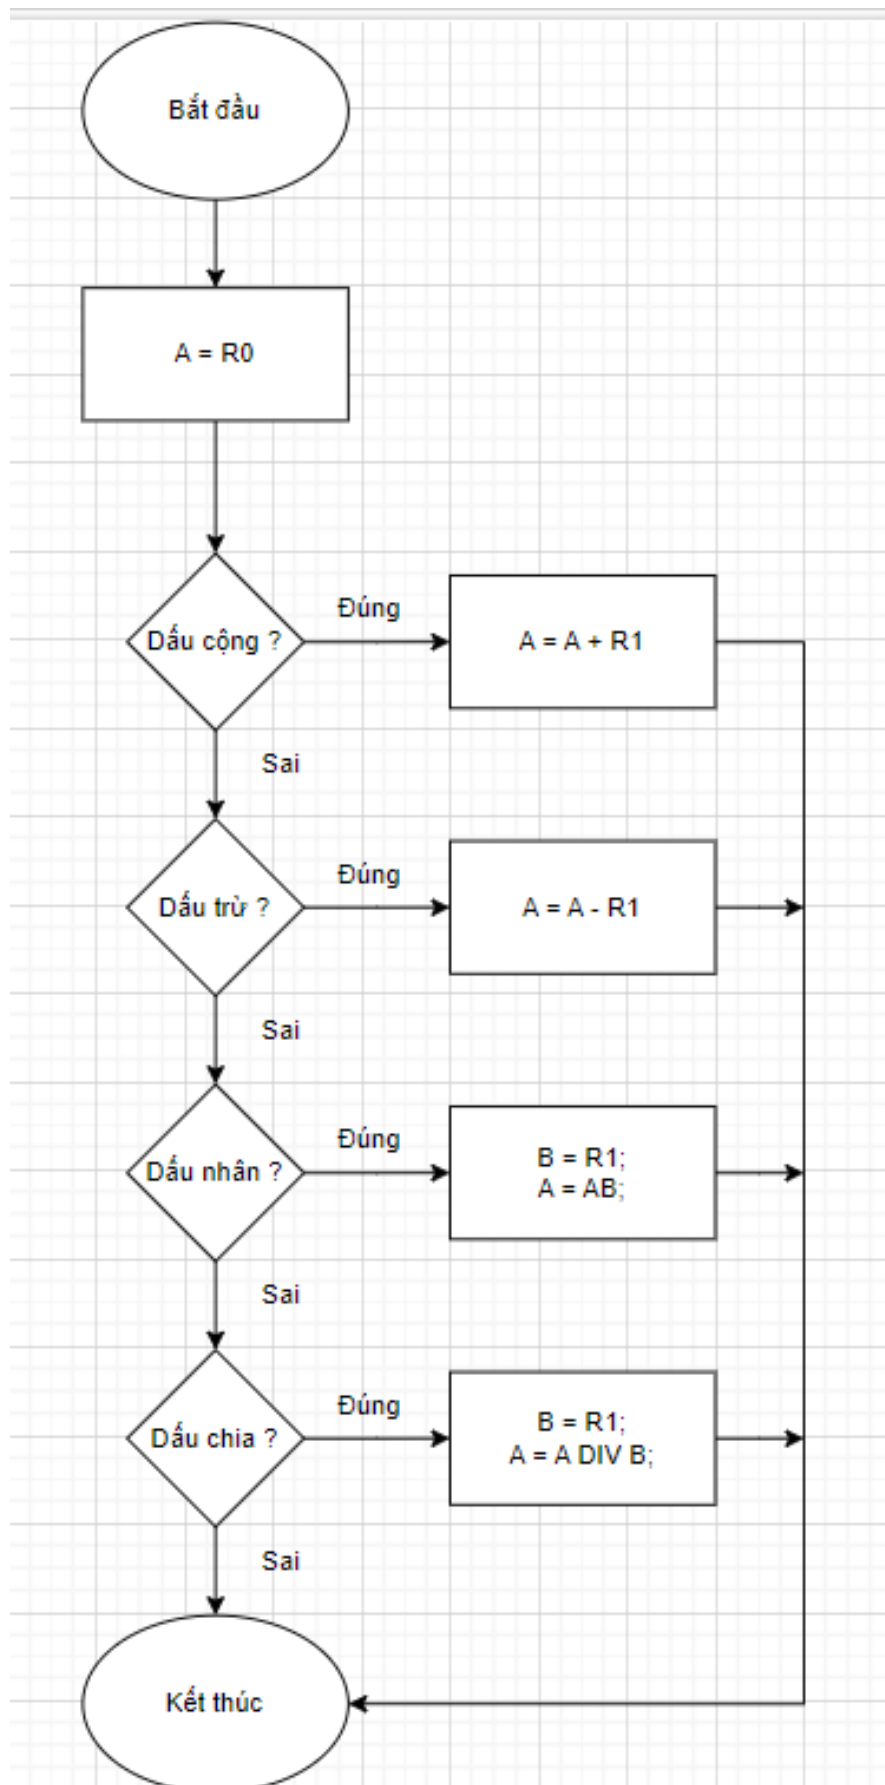 Bắt đầu
A = R0
Dấu cộng ?
Đúng
A = A + R1
Sai
Dấu trừ ?
Đúng
A = A - R1
Sai
Dấu nhân ?
Đúng
B = R1;
A = AB;
Sai
Dấu chia ?
Đúng
B = R1;
A = A DIV B;
Sai
Kết thúc